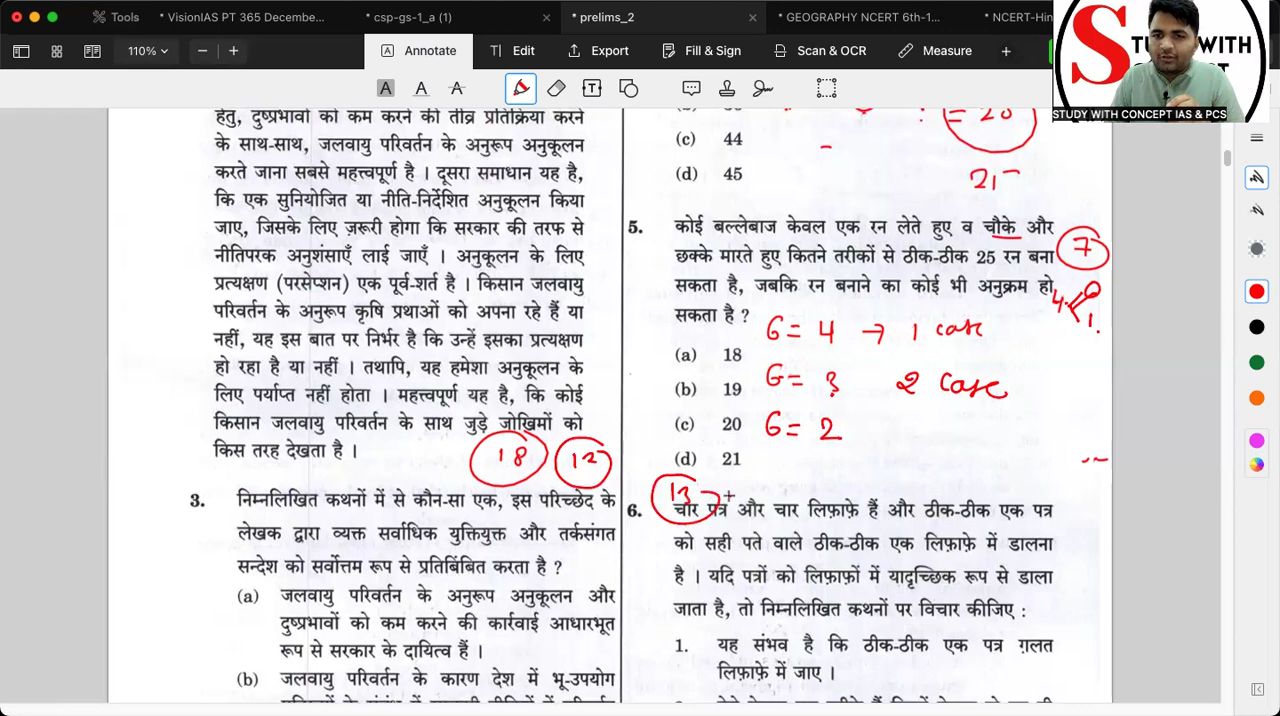 Tools
* VisionIAS PT 365 Decembe...
* csp-gs-1_a (1)
* prelims_2
* GEOGRAPHY NCERT 6th-1...
* NCERT-Hin
110%
Annotate
Edit
Export
Fill & Sign
Scan & OCR
Measure
STUDY WITH
STUDY WITH CONCEPT IAS & PCS
हेतु, दुष्प्रभावों को कम करने की तीव्र प्रतिक्रिया करने
के साथ-साथ, जलवायु परिवर्तन के अनुरूप अनुकूलन
करते जाना सबसे महत्त्वपूर्ण है । दूसरा समाधान यह है,
कि एक सुनियोजित या नीति-निर्देशित अनुकूलन किया
जाए, जिसके लिए ज़रूरी होगा कि सरकार की तरफ से
नीतिपरक अनुशंसाएँ लाई जाएँ । अनुकूलन के लिए
प्रत्यक्षण (परसेप्शन) एक पूर्व-शर्त है । किसान जलवायु
परिवर्तन के अनुरूप कृषि प्रथाओं को अपना रहे हैं या
नहीं, यह इस बात पर निर्भर है कि उन्हें इसका प्रत्यक्षण
हो रहा है या नहीं । तथापि, यह हमेशा अनुकूलन के
लिए पर्याप्त नहीं होता । महत्त्वपूर्ण यह है, कि कोई
किसान जलवायु परिवर्तन के साथ जुड़े जोखिमों को
किस तरह देखता है ।
18 12
3. निम्नलिखित कथनों में से कौन-सा एक, इस परिच्छेद के
लेखक द्वारा व्यक्त सर्वाधिक युक्तियुक्त और तर्कसंगत
सन्देश को सर्वोत्तम रूप से प्रतिबिंबित करता है ?
(a) जलवायु परिवर्तन के अनुरूप अनुकूलन और
दुष्प्रभावों को कम करने की कार्रवाई आधारभूत
रूप से सरकार के दायित्व हैं ।
(b) जलवायु परिवर्तन के कारण देश में भू-उपयोग
= 20
(c) 44
(d) 45
21
5. कोई बल्लेबाज केवल एक रन लेते हुए व चौके और
छक्के मारते हुए कितने तरीकों से ठीक-ठीक 25 रन बना
सकता है, जबकि रन बनाने का कोई भी अनुक्रम हो
सकता है ?
7
4 0
1
6 = 4 → 1 case
(a) 18
6 = 3 2 case
(b) 19
6 = 2
(c) 20
(d) 21
13
6. चार पत्र और चार लिफ़ाफ़े हैं और ठीक-ठीक एक पत्र
को सही पते वाले ठीक-ठीक एक लिफ़ाफ़े में डालना
है । यदि पत्रों को लिफ़ाफ़ों में यादृच्छिक रूप से डाला
जाता है, तो निम्नलिखित कथनों पर विचार कीजिए :
1. यह संभव है कि ठीक-ठीक एक पत्र ग़लत
लिफ़ाफ़े में जाए ।